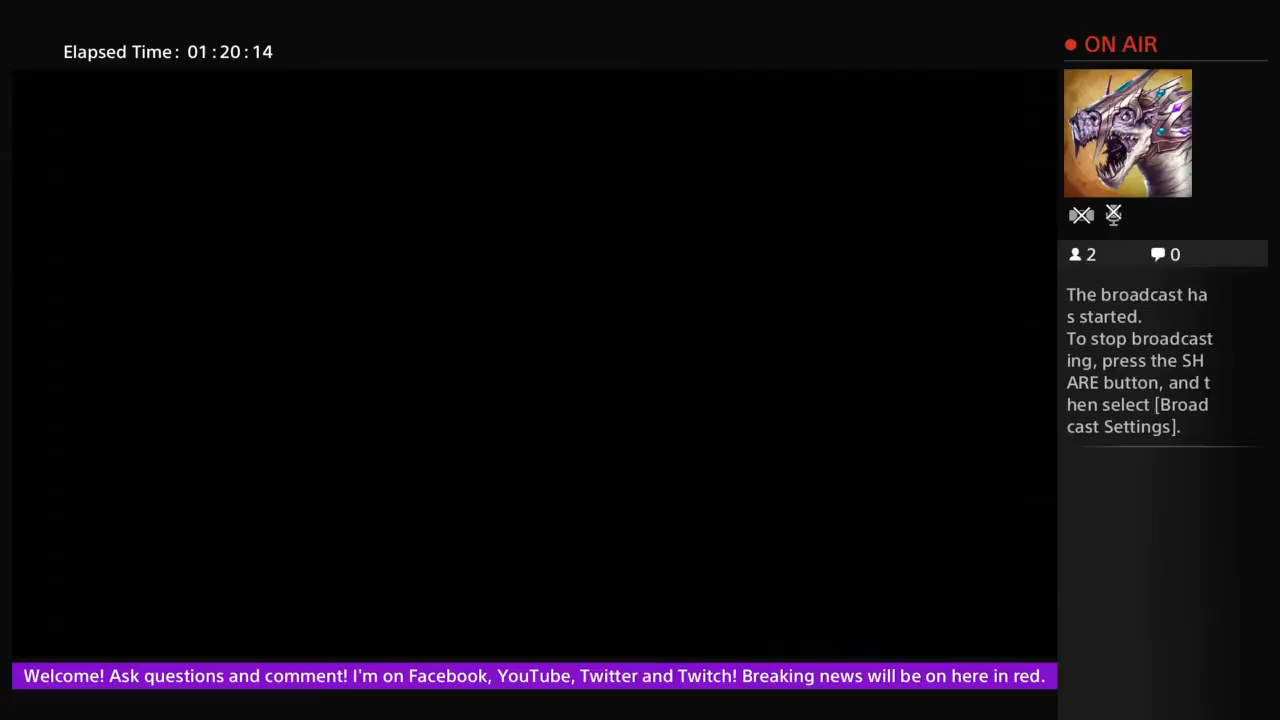 Elapsed Time: 01:20:14
ON AIR
2 0
The broadcast ha
s started.
To stop broadcast
ing, press the SH
ARE button, and t
hen select [Broad
cast Settings].
Welcome! Ask questions and comment! I'm on Facebook, YouTube, Twitter and Twitch! Breaking news will be on here in red.